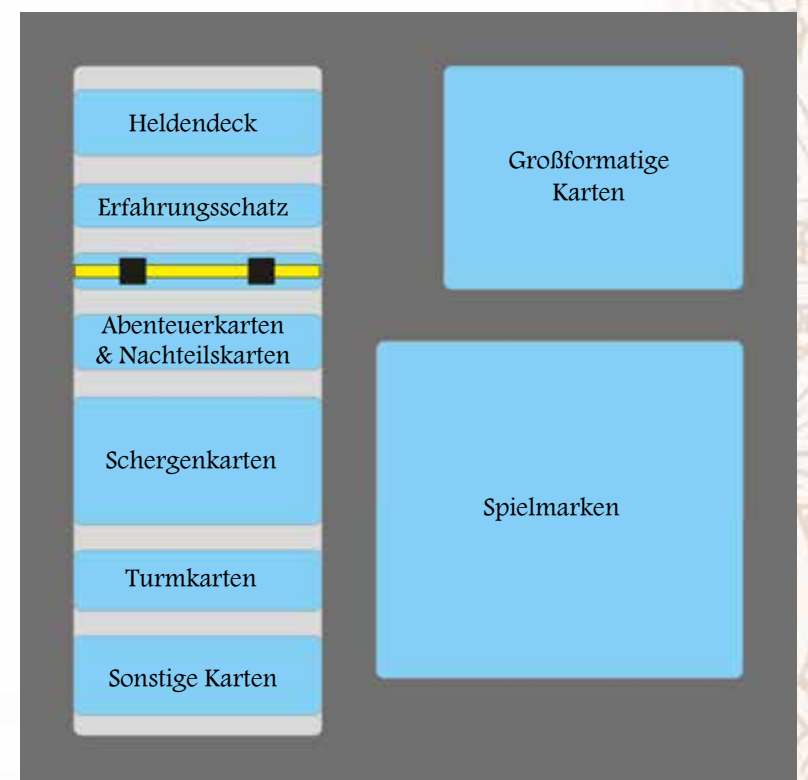 Heldendeck
Erfahrungsschatz
Abenteuerkarten
& Nachteilskarten
Schergenkarten
Turmkarten
Sonstige Karten
Großformatige
Karten
Spielmarken